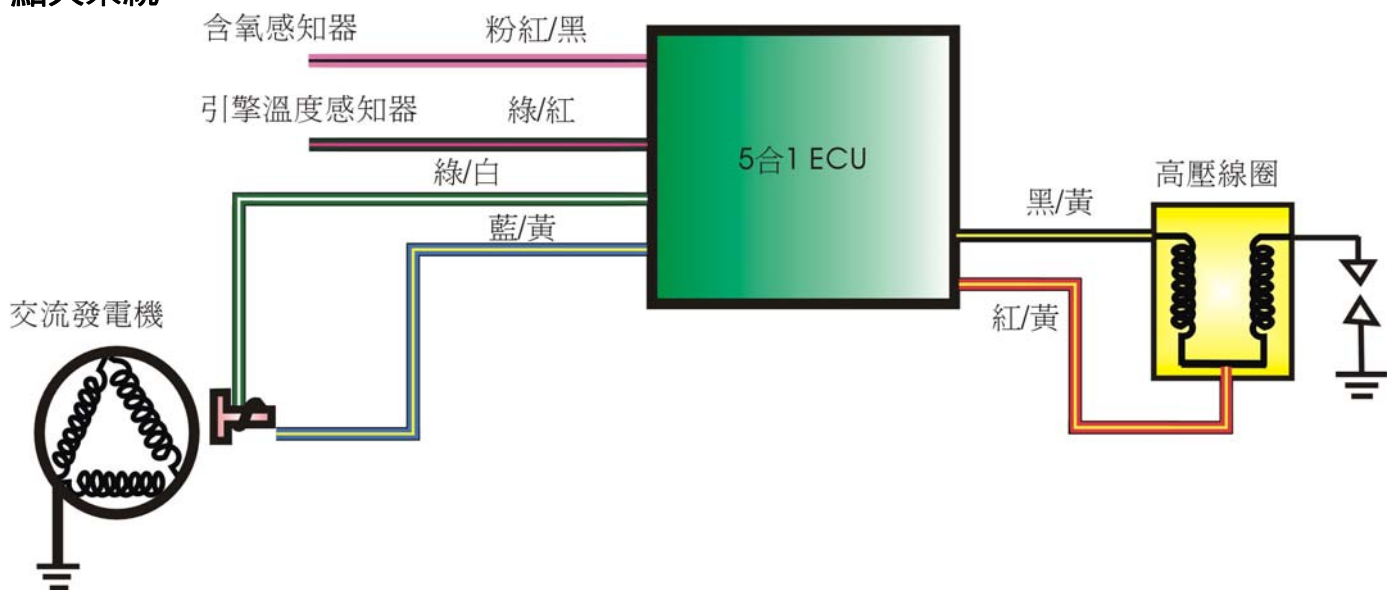 含氧感知器 粉紅/黑
引擎溫度感知器 綠/紅
綠/白
藍/黃
5合1 ECU
黑/黃
紅/黃
高壓線圈
交流發電機